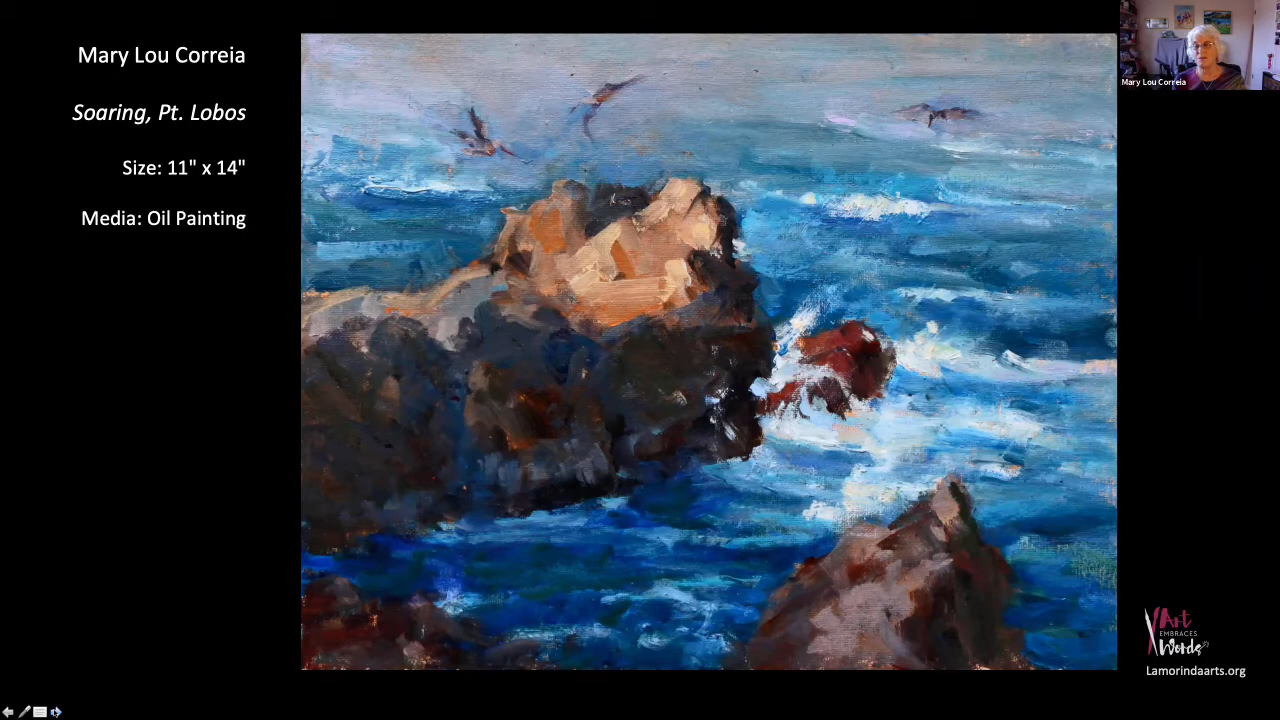 Mary Lou Correia
Soaring, Pt. Lobos
Size: 11" x 14"
Media: Oil Painting
Mary Lou Correia
Art
EMBRACES
Words
Lamorindaarts.org